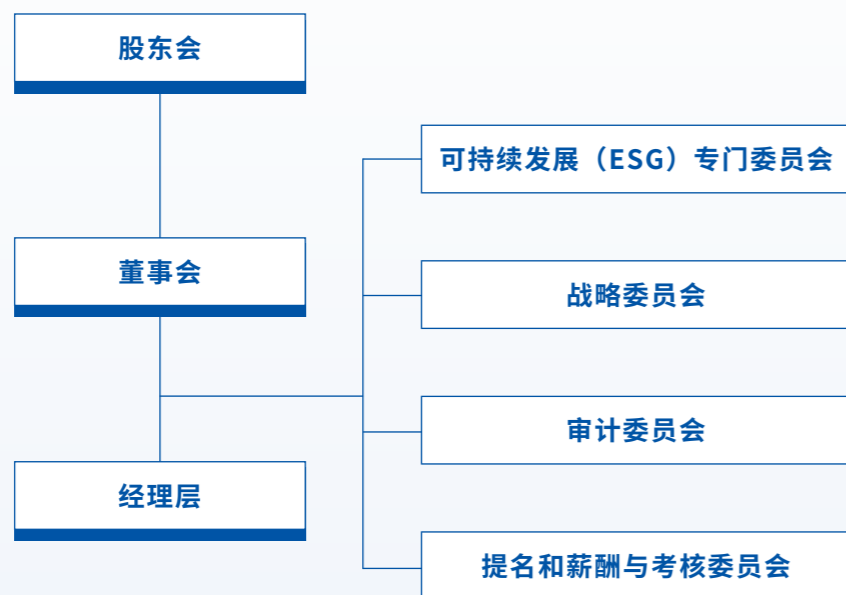 股东会
董事会
经理层
可持续发展（ESG）专门委员会
战略委员会
审计委员会
提名和薪酬与考核委员会